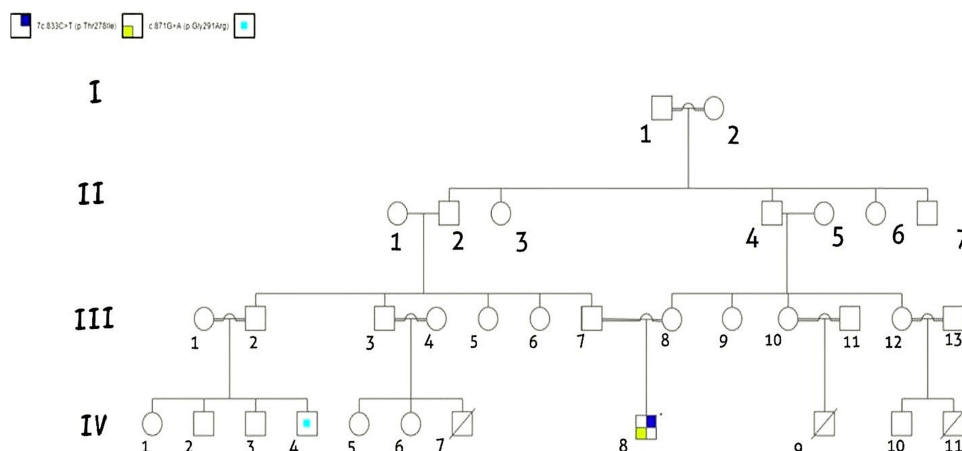 7c.833C>T (p Thr278Ile) c.871G>A (p Gly291Arg)
I
1 2
II
1 2 3 4 5 6 7
III
1 2 3 4 5 6 7 8 9 10 11 12 13
IV
1 2 3 4 5 6 7 8 9 10 11